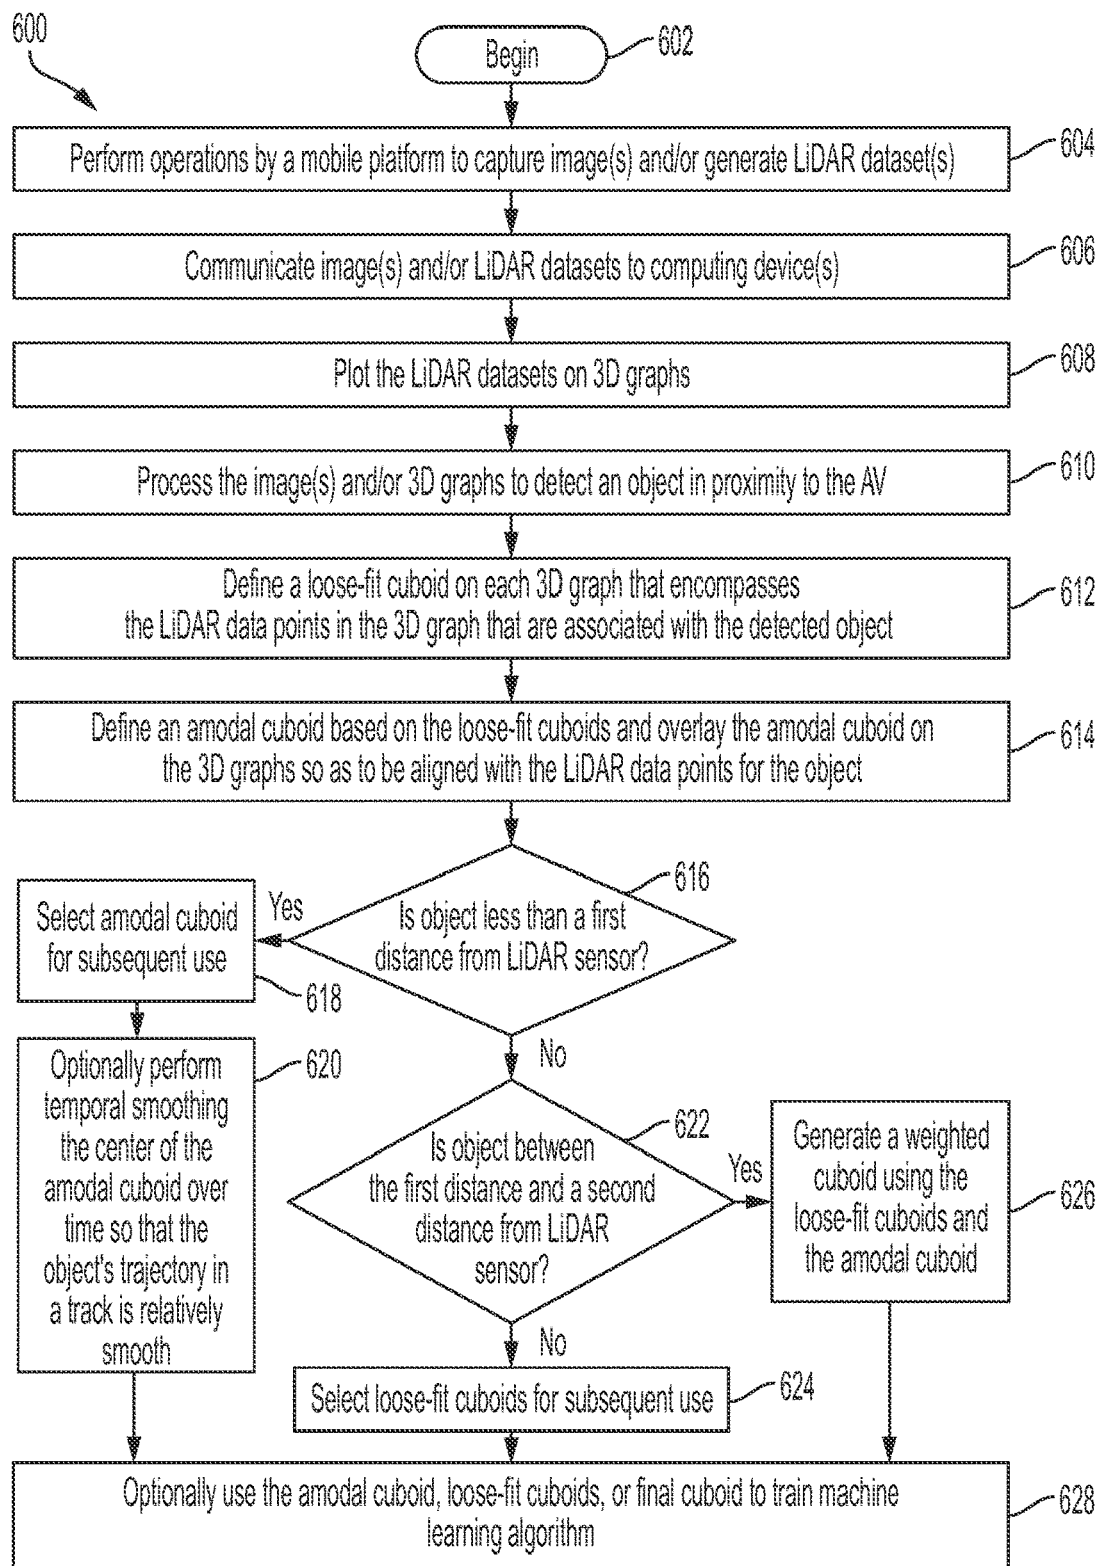 600
Begin
602
Perform operations by a mobile platform to capture image(s) and/or generate LiDAR dataset(s)
604
Communicate image(s) and/or LiDAR datasets to computing device(s)
606
Plot the LiDAR datasets on 3D graphs
608
Process the image(s) and/or 3D graphs to detect an object in proximity to the AV
610
Define a loose-fit cuboid on each 3D graph that encompasses
the LiDAR data points in the 3D graph that are associated with the detected object
612
Define an amodal cuboid based on the loose-fit cuboids and overlay the amodal cuboid on
the 3D graphs so as to be aligned with the LiDAR data points for the object
614
Is object less than a first
distance from LiDAR sensor?
616
Yes
Select amodal cuboid
for subsequent use
618
Optionally perform
temporal smoothing
the center of the
amodal cuboid over
time so that the
object's trajectory in
a track is relatively
smooth
620
No
Is object between
the first distance and a second
distance from LiDAR
sensor?
622
Yes
Generate a weighted
cuboid using the
loose-fit cuboids and
the amodal cuboid
626
No
Select loose-fit cuboids for subsequent use
624
Optionally use the amodal cuboid, loose-fit cuboids, or final cuboid to train machine
learning algorithm
628